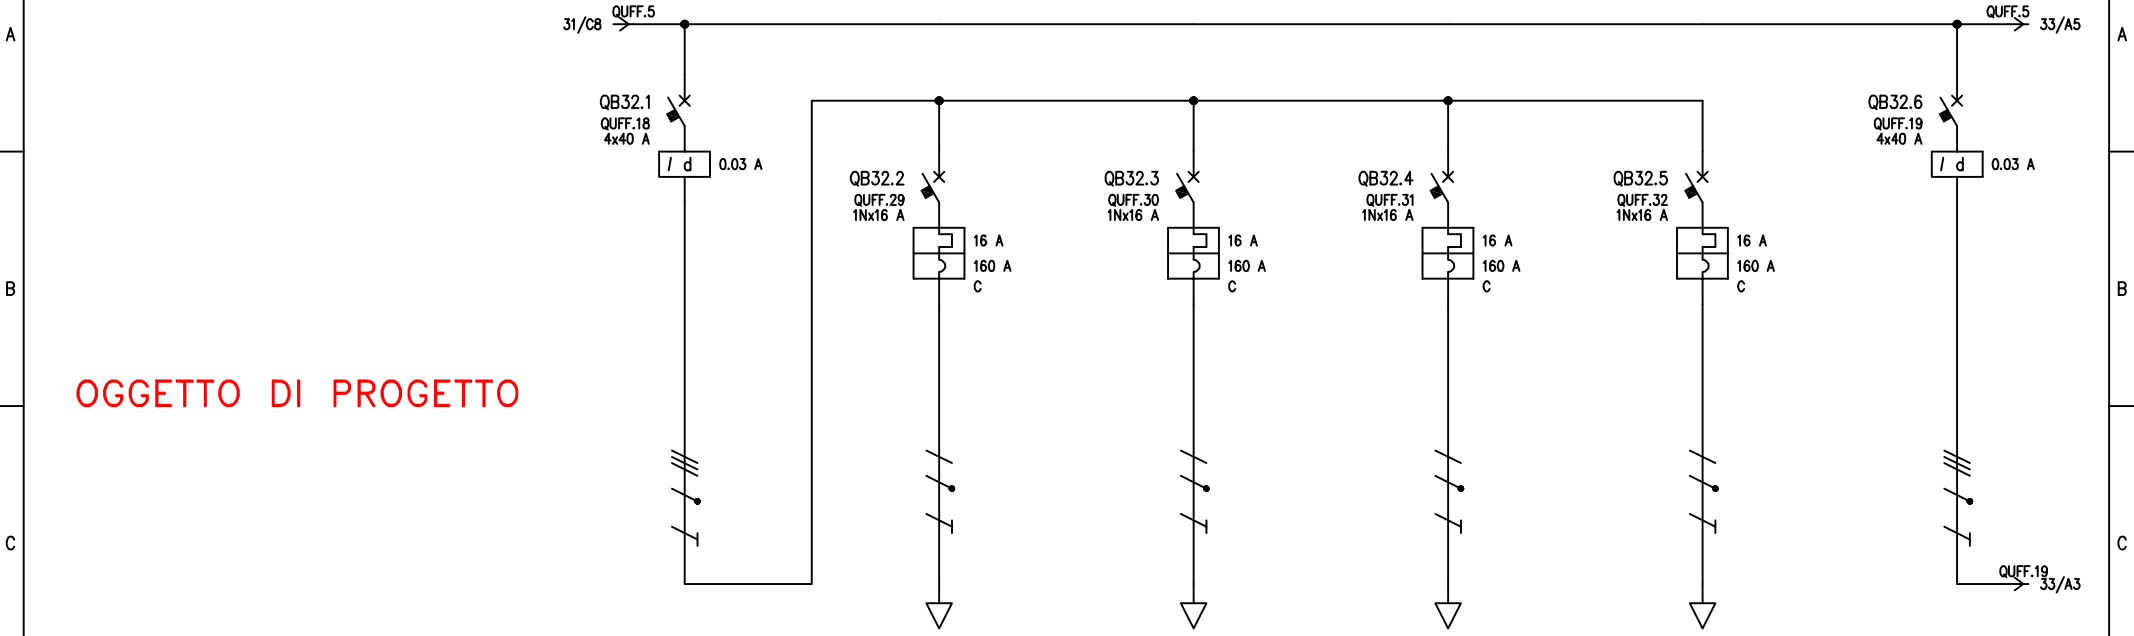 QUFF.5
31/C8
QUFF.5
33/A5
A
A
QB32.1
QUFF.18
4x40 A
I d
0.03 A
QB32.6
QUFF.19
4x40 A
I d
0.03 A
QB32.2
QUFF.29
1Nx16 A
16 A
160 A
C
QB32.3
QUFF.30
1Nx16 A
16 A
160 A
C
QB32.4
QUFF.31
1Nx16 A
16 A
160 A
C
QB32.5
QUFF.32
1Nx16 A
16 A
160 A
C
B
B
OGGETTO DI PROGETTO
C
C
QUFF.19
33/A3